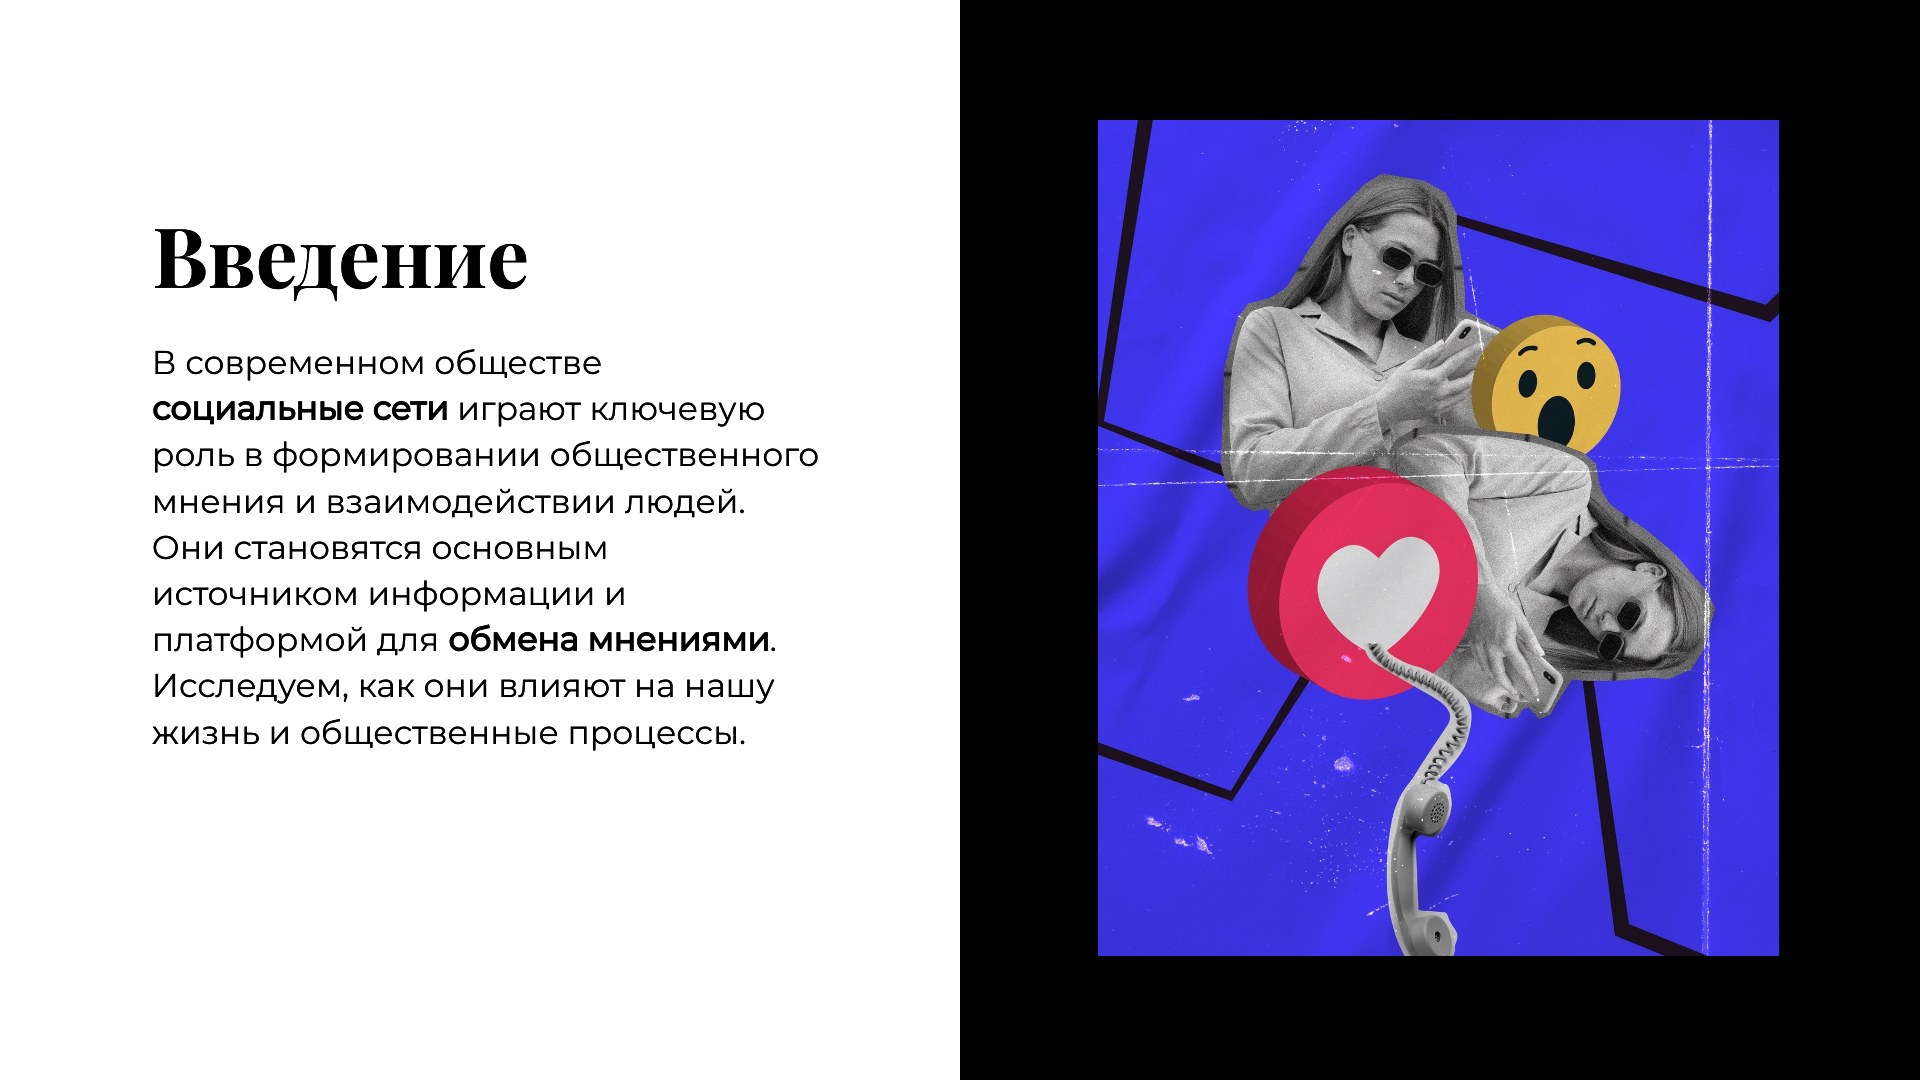 Введение
В современном обществе
социальные сети играют ключевую
роль в формировании общественного
мнения и взаимодействии людей.
Они становятся основным
источником информации и
платформой для обмена мнениями.
Исследуем, как они влияют на нашу
жизнь и общественные процессы.